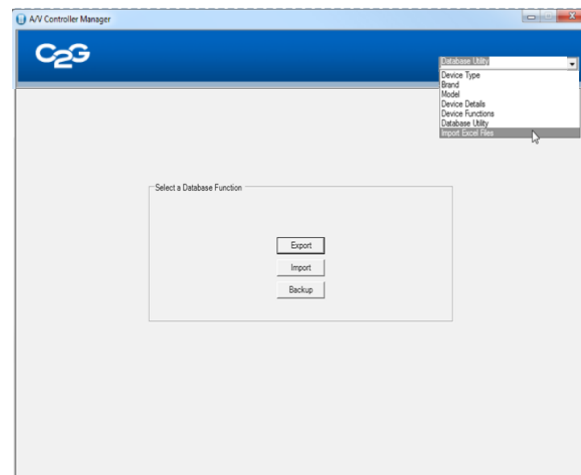 A/V Controller Manager
C2G
Database Utility
Device Type
Brand
Model
Device Details
Device Functions
Database Utility
Import Excel Files
Select a Database Function
Export
Import
Backup